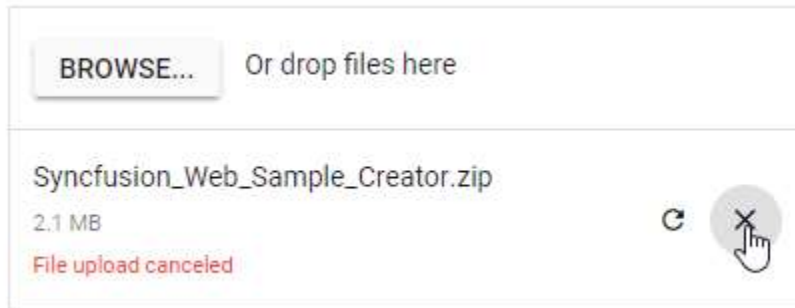 BROWSE... Or drop files here
Syncfusion_Web_Sample_Creator.zip
2.1 MB
File upload canceled